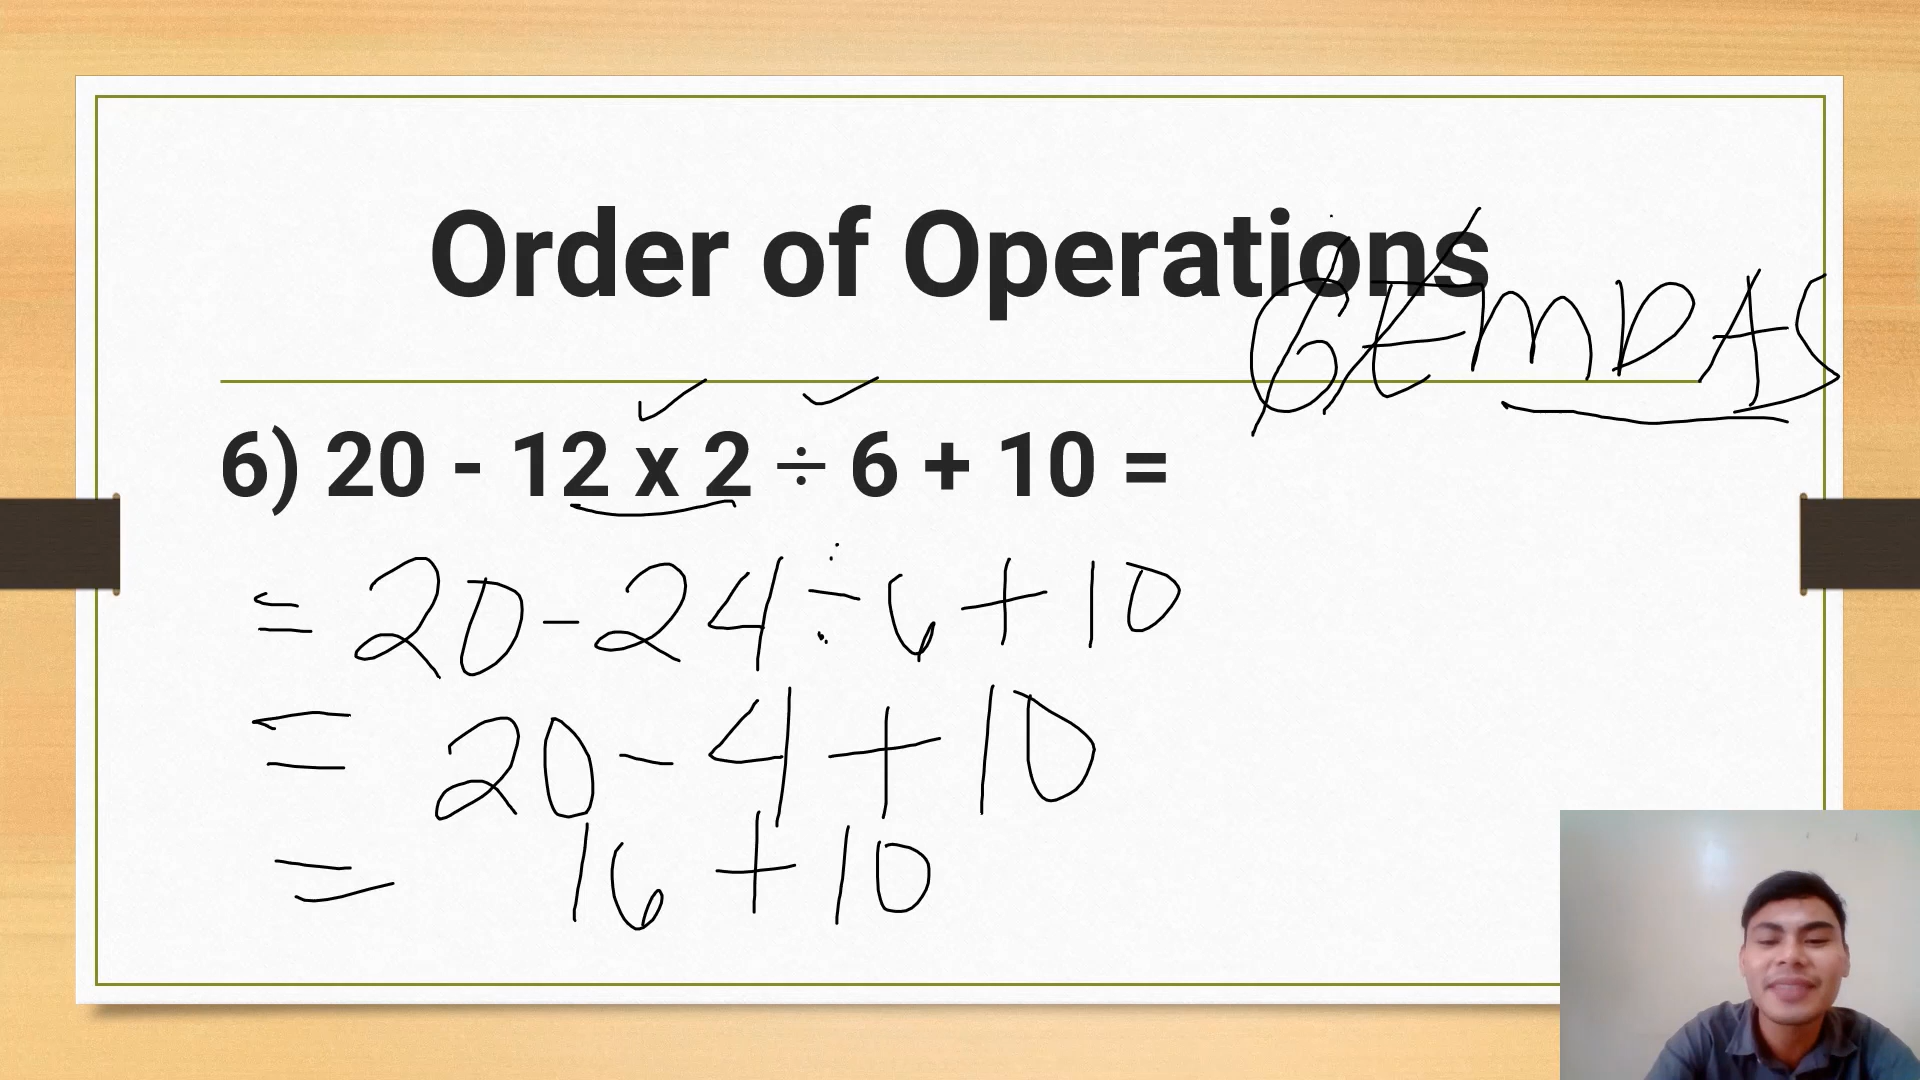 Order of Operations
GEMDAS
6) 20 - 12 x 2 ÷ 6 + 10 =
= 20 - 24 ÷ 6 + 10
= 20 - 4 + 10
= 16 + 10